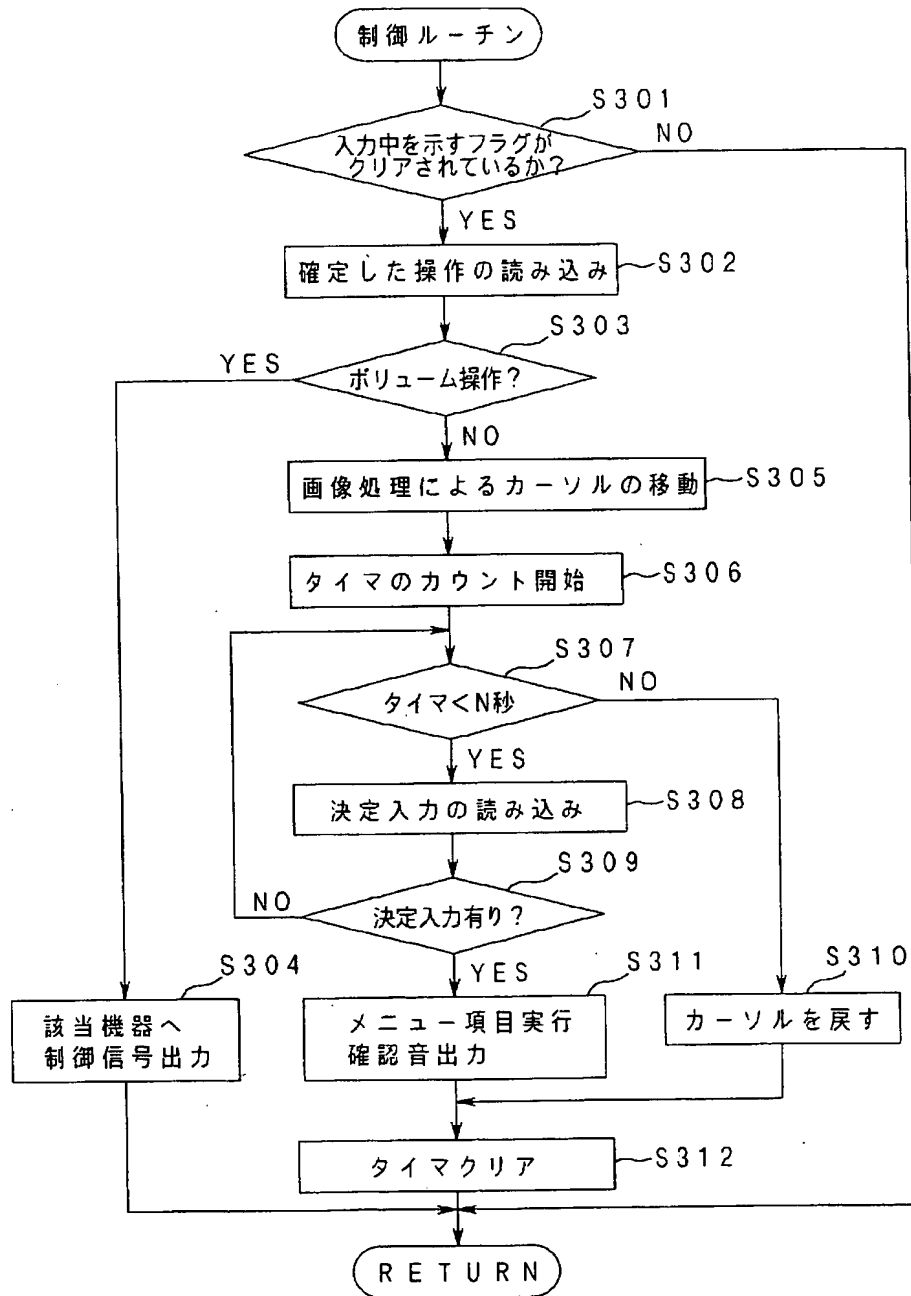 制御ルーチン
S301
NO
入力中を示すフラグが
クリアされているか？
YES
確定した操作の読み込み
S302
S303
YES
ボリューム操作？
NO
画像処理によるカーソルの移動
S305
タイマのカウント開始
S306
S307
NO
タイマ<N秒
YES
決定入力の読み込み
S308
S309
NO
決定入力有り？
YES
S304
S311
S310
該当機器へ
制御信号出力
メニュー項目実行
確認音出力
カーソルを戻す
タイマクリア
S312
RETURN